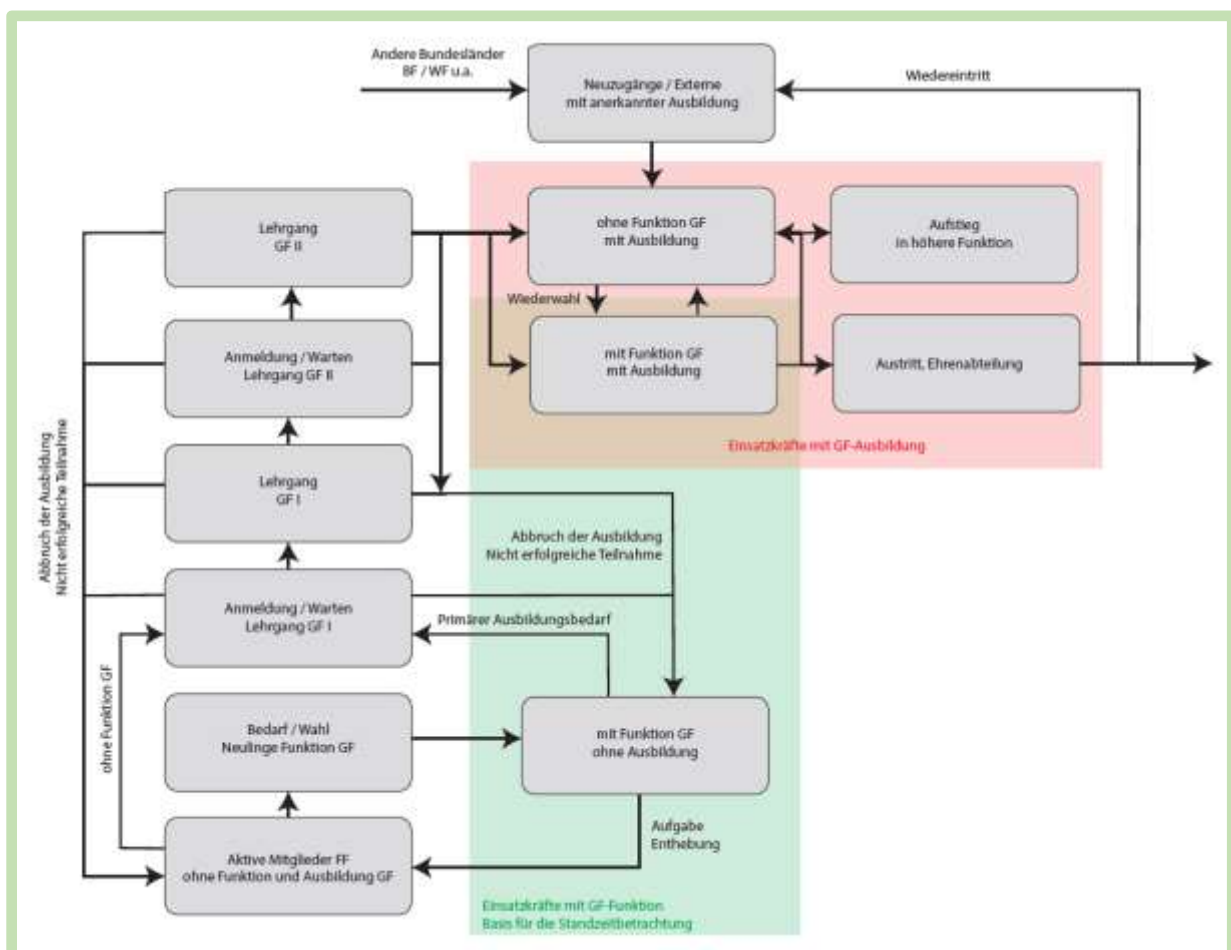 Andere Bundesländer
BF / WF u.a.
Neuzugänge / Externe
mit anerkannter Ausbildung
Wiedereintritt
Lehrgang
GF II
ohne Funktion GF
mit Ausbildung
Aufstieg
in höhere Funktion
Wiederwahl
Anmeldung / Warten
Lehrgang GF II
mit Funktion GF
mit Ausbildung
Austritt, Ehrenabteilung
Einsatzkräfte mit GF-Ausbildung
Lehrgang
GF I
Abbruch der Ausbildung
Nicht erfolgreiche Teilnahme
Abbruch der Ausbildung
Nicht erfolgreiche Teilnahme
Anmeldung / Warten
Lehrgang GF I
Primärer Ausbildungsbedarf
ohne Funktion GF
Bedarf / Wahl
Neulinge Funktion GF
mit Funktion GF
ohne Ausbildung
Aufgabe
Enthebung
Aktive Mitglieder FF
ohne Funktion und Ausbildung GF
Einsatzkräfte mit GF-Funktion
Basis für die Standzeitbetrachtung